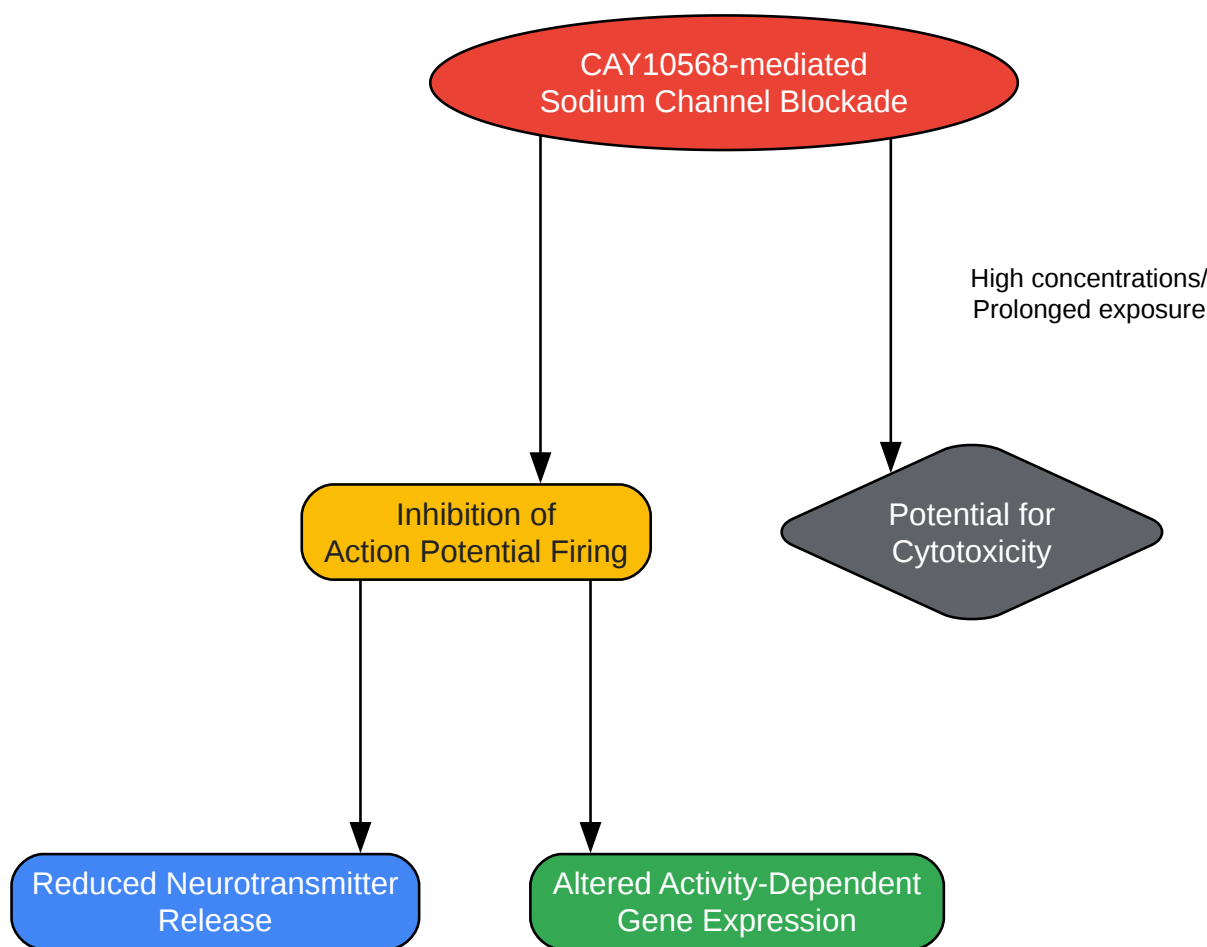 CAY10568-mediated
Sodium Channel Blockade
High concentrations/
Prolonged exposure
Inhibition of
Action Potential Firing
Potential for
Cytotoxicity
Reduced Neurotransmitter
Release
Altered Activity-Dependent
Gene Expression